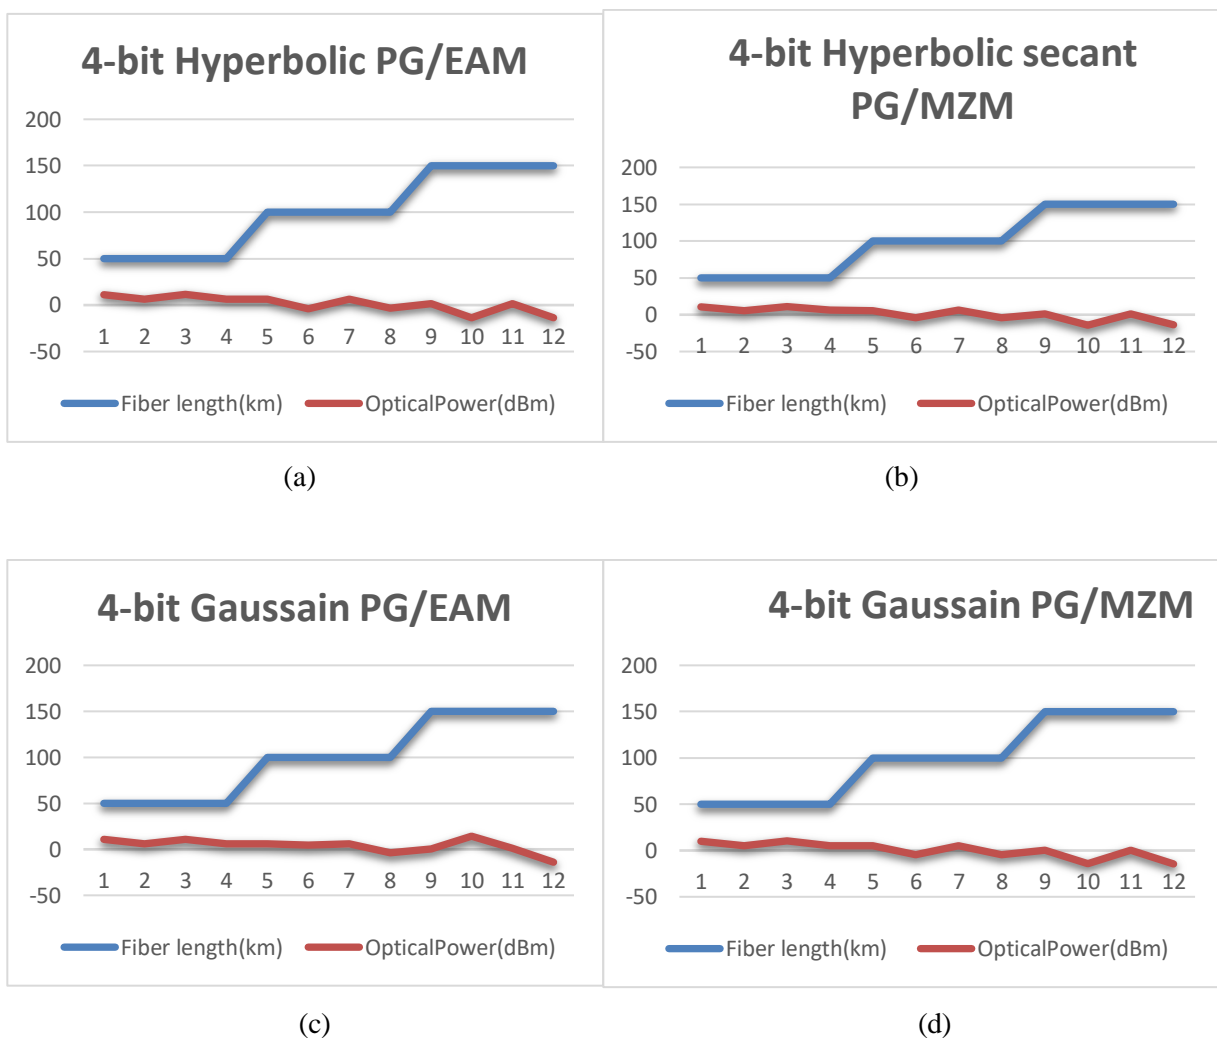 4-bit Hyperbolic PG/EAM
200
150
100
50
0
-50
1 2 3 4 5 6 7 8 9 10 11 12
Fiber length(km) OpticalPower(dBm)
(a)
4-bit Hyperbolic secant
PG/MZM
200
150
100
50
0
-50
1 2 3 4 5 6 7 8 9 10 11 12
Fiber length(km) OpticalPower(dBm)
(b)
4-bit Gaussain PG/EAM
200
150
100
50
0
-50
1 2 3 4 5 6 7 8 9 10 11 12
Fiber length(km) OpticalPower(dBm)
(c)
4-bit Gaussain PG/MZM
200
150
100
50
0
-50
1 2 3 4 5 6 7 8 9 10 11 12
Fiber length(km) OpticalPower(dBm)
(d)